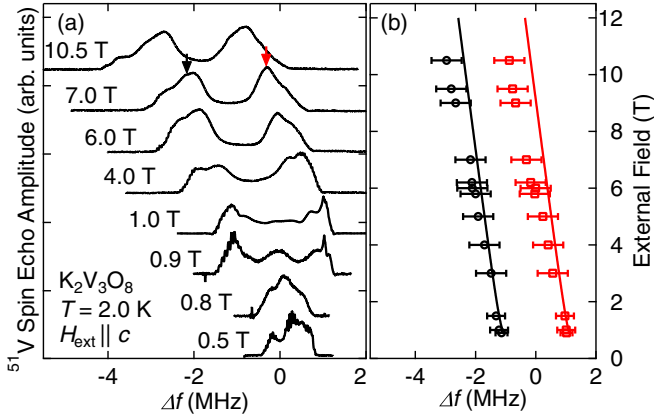 (a)
10.5 T
7.0 T
6.0 T
4.0 T
1.0 T
0.9 T
0.8 T
0.5 T
K₂V₃O₈
T = 2.0 K
H_ext || c
⁵¹V Spin Echo Amplitude (arb. units)
-4 -2 0 2
Δf (MHz)
(b)
12
10
8
6
4
2
0
External Field (T)
-4 -2 0 2
Δf (MHz)